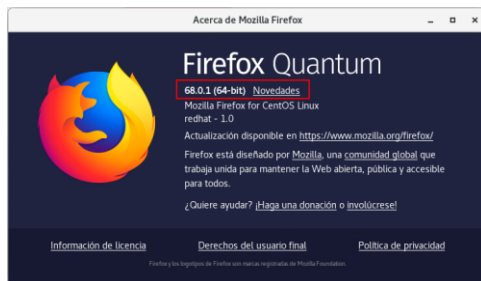 Acerca de Mozilla Firefox
Firefox Quantum
68.0.1 (64-bit) Novedades
Mozilla Firefox for CentOS Linux
redhat - 1.0
Actualización disponible en https://www.mozilla.org/firefox/
Firefox está diseñado por Mozilla, una comunidad global que
trabaja unida para mantener la Web abierta, pública y accesible
para todos.
¿Quiere ayudar? ¡Haga una donación o involúcrese!
Información de licencia Derechos del usuario final Política de privacidad
Firefox y los logotipos de Firefox son marcas registradas de Mozilla Foundation.